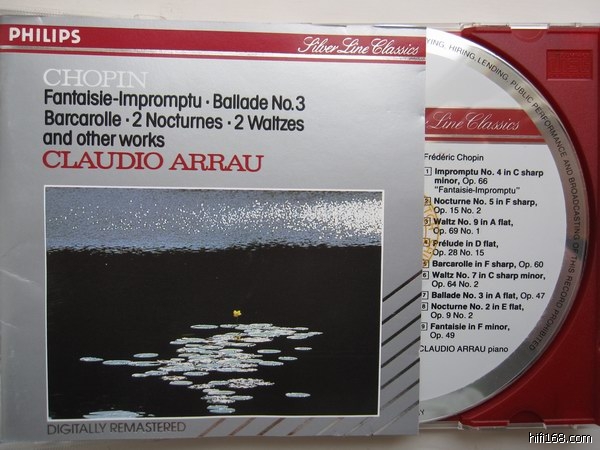 PHILIPS
Silver Line Classics
CHOPIN
Fantaisie-Impromptu · Ballade No. 3
Barcarolle · 2 Nocturnes · 2 Waltzes
and other works
CLAUDIO ARRAU
DIGITALLY REMASTERED
HIRING, LENDING, PUBLIC PERFORMANCE AND BROADCASTING OF THIS RECORD PROHIBITED
Line Classics
Frédéric Chopin
1 Impromptu No. 4 in C sharp
minor, Op. 66
"Fantaisie-Impromptu"
Nocturne No. 5 in F sharp,
Op. 15 No. 2
3 Waltz No. 9 in A flat,
Op. 69 No. 1
4 Prélude in D flat,
Op. 28 No. 15
5 Barcarolle in F sharp, Op. 60
6 Waltz No. 7 in C sharp minor,
Op. 64 No. 2
7 Ballade No. 3 in A flat, Op. 47
8 Nocturne No. 2 in E flat,
Op. 9 No. 2
9 Fantaisie in F minor,
Op. 49
CLAUDIO ARRAU piano
hifi168.com